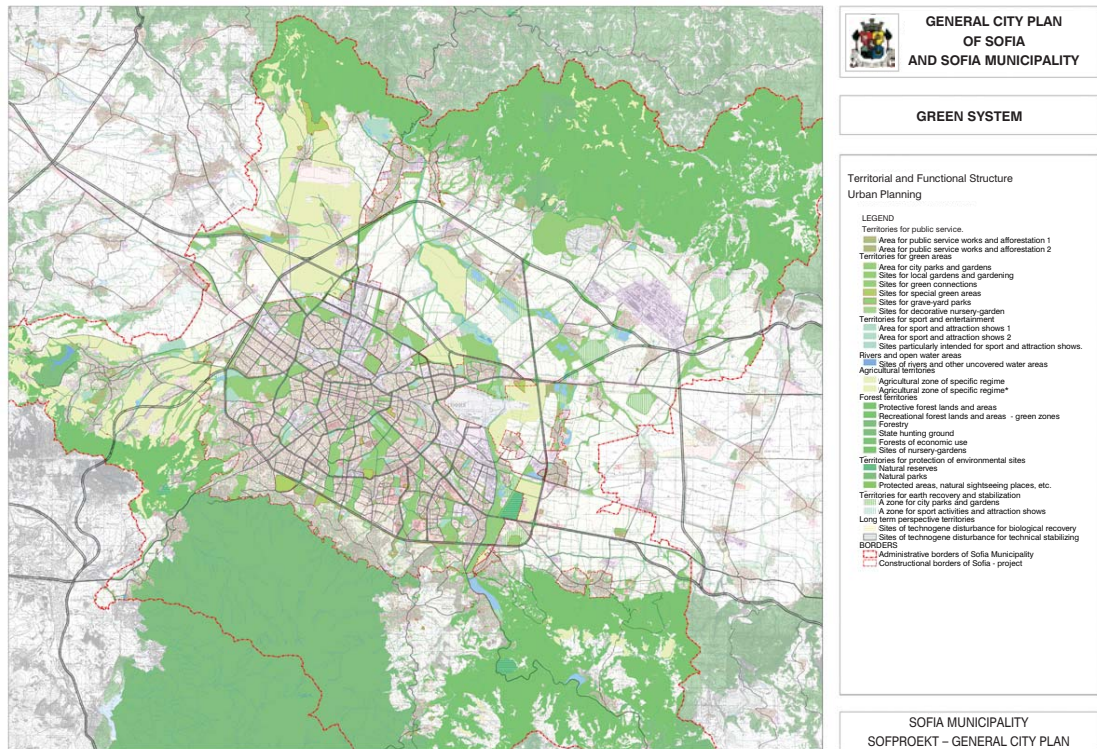 GENERAL CITY PLAN
OF SOFIA
AND SOFIA MUNICIPALITY
GREEN SYSTEM
Territorial and Functional Structure
Urban Planning
LEGEND
Territories for public service.
Area for public service works and afforestation 1
Area for public service works and afforestation 2
Territories for green areas
Area for city parks and gardens
Sites for local gardens and gardening
Sites for green connections
Sites for special green areas
Sites for grave-yard parks
Sites for decorative nursery-garden
Territories for sport and entertainment
Area for sport and attraction shows 1
Area for sport and attraction shows 2
Sites particularly intended for sport and attraction shows.
Rivers and open water areas
Sites of rivers and other uncovered water areas
Agricultural territories
Agricultural zone of specific regime
Agricultural zone of specific regime*
Forest territories
Protective forest lands and areas
Recreational forest lands and areas - green zones
Forestry
State hunting ground
Forests of economic use
Sites of nursery-gardens
Territories for protection of environmental sites
Natural reserves
Natural parks
Protected areas, natural sightseeing places, etc.
Territories for earth recovery and stabilization
A zone for city parks and gardens
A zone for sport activities and attraction shows
Long term perspective territories
Sites of technogene disturbance for biological recovery
Sites of technogene disturbance for technical stabilizing
BORDERS
Administrative borders of Sofia Municipality
Constructional borders of Sofia - project
SOFIA MUNICIPALITY
SOFPROEKT – GENERAL CITY PLAN